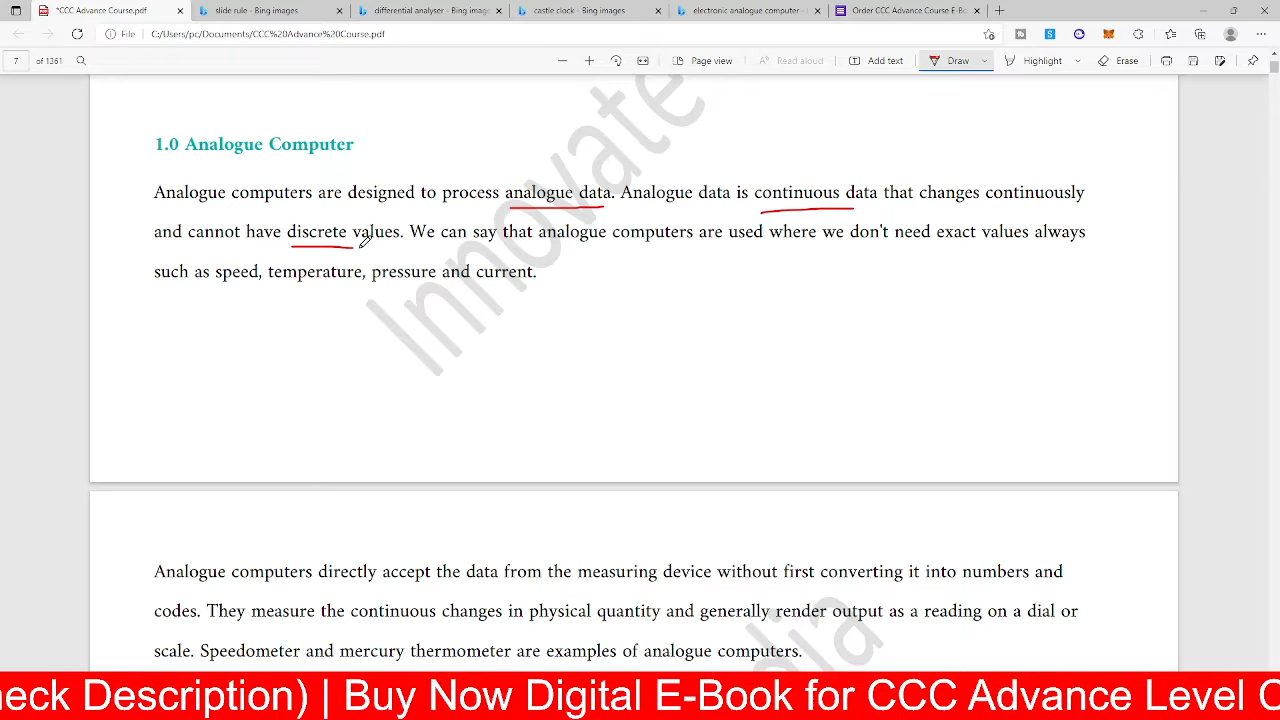 *CCC Advance Course.pdf
slide rule - Bing images
differential analyser - Bing image
castle clock - Bing images
electronic analogue computer -
Order CCC Advance Course E-B
File
C:/Users/pc/Documents/CCC%20Advance%20Course.pdf
7 of 1361
Page view
Read aloud
Add text
Draw
Highlight
Erase
1.0 Analogue Computer
Analogue computers are designed to process analogue data. Analogue data is continuous data that changes continuously
and cannot have discrete values. We can say that analogue computers are used where we don't need exact values always
such as speed, temperature, pressure and current.
Innovate
Analogue computers directly accept the data from the measuring device without first converting it into numbers and
codes. They measure the continuous changes in physical quantity and generally render output as a reading on a dial or
scale. Speedometer and mercury thermometer are examples of analogue computers.
dia
heck Description) | Buy Now Digital E-Book for CCC Advance Level C